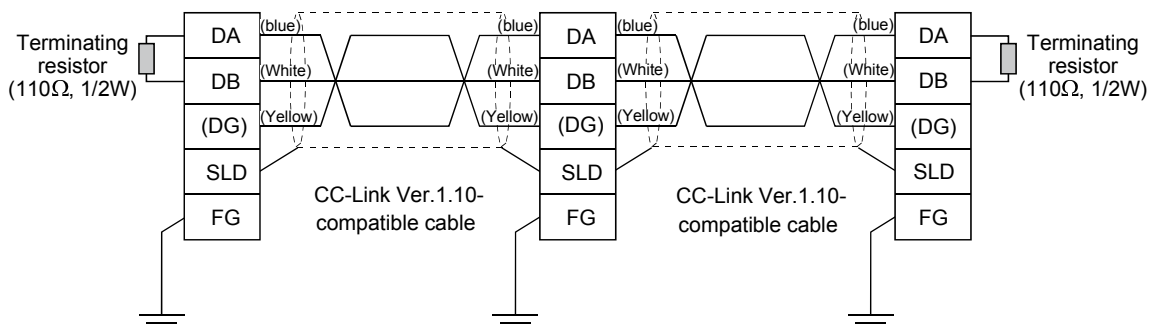 Terminating
resistor
(110Ω, 1/2W)
DA
DB
(DG)
SLD
FG
(blue)
(White)
(Yellow)
(blue)
(White)
(Yellow)
CC-Link Ver.1.10-
compatible cable
DA
DB
(DG)
SLD
FG
(blue)
(White)
(Yellow)
(blue)
(White)
(Yellow)
CC-Link Ver.1.10-
compatible cable
DA
DB
(DG)
SLD
FG
Terminating
resistor
(110Ω, 1/2W)